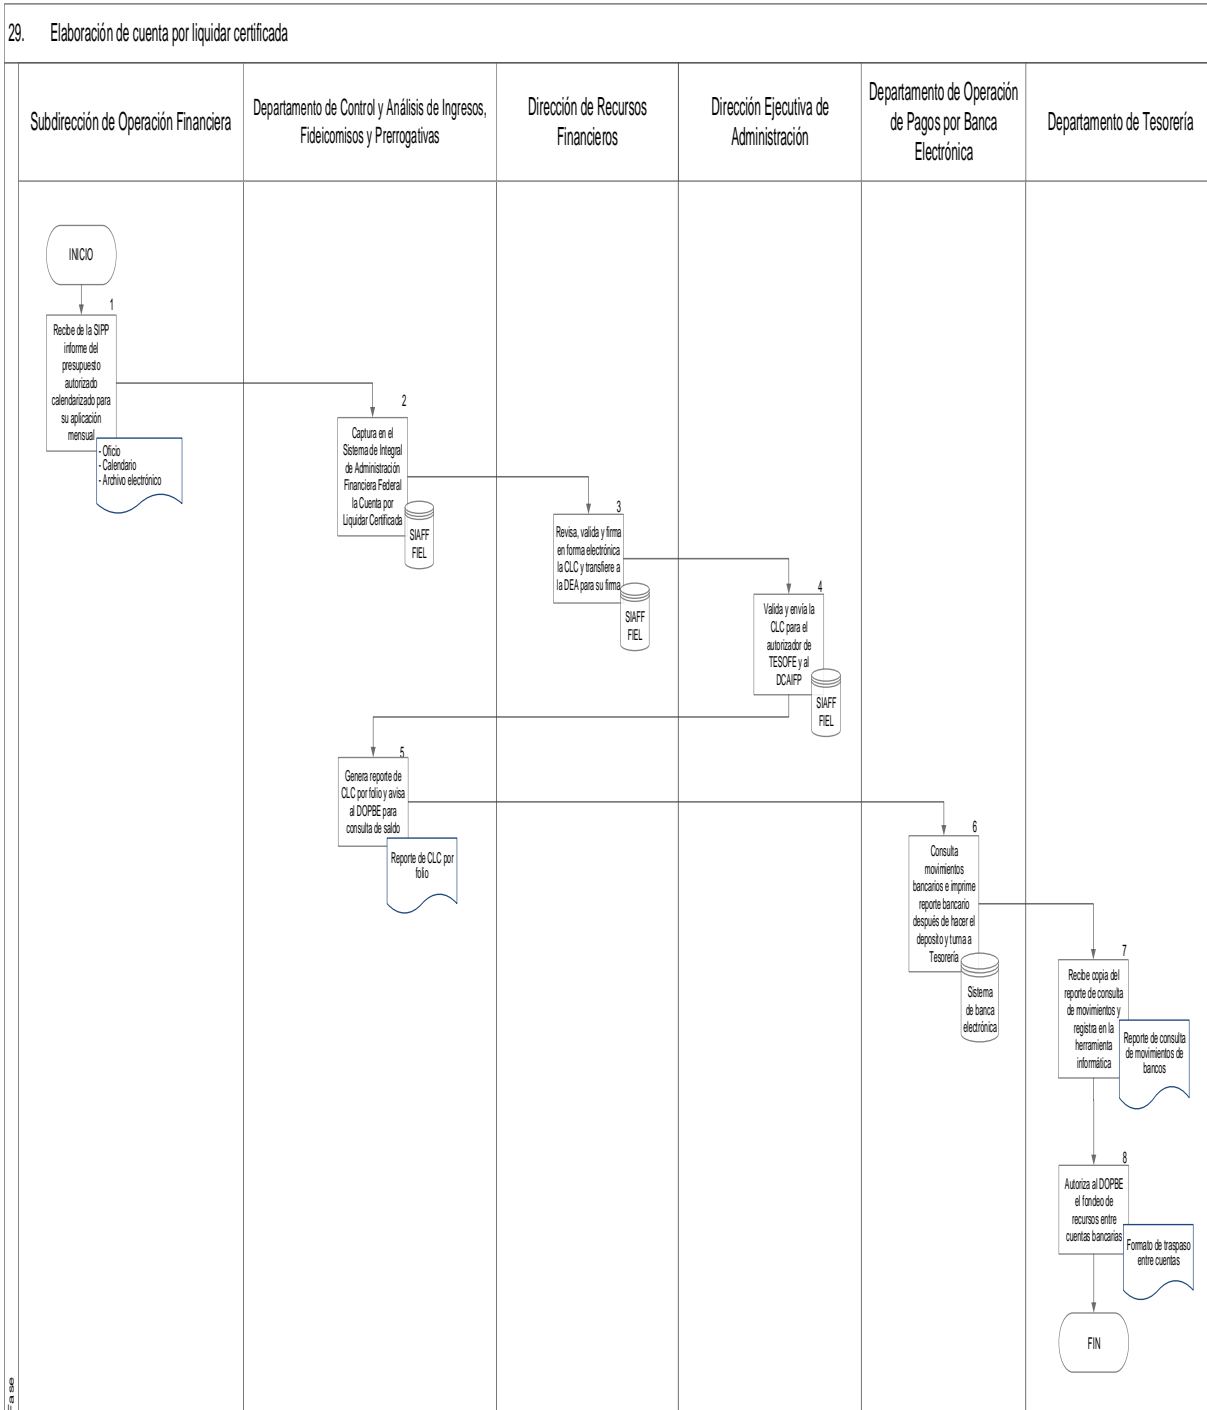 29. Elaboración de cuenta por liquidar certificada
Subdirección de Operación Financiera
Departamento de Control y Análisis de Ingresos,
Fideicomisos y Prerrogativas
Dirección de Recursos
Financieros
Dirección Ejecutiva de
Administración
Departamento de Operación
de Pagos por Banca
Electrónica
Departamento de Tesorería
INICIO
1
Recibe de la SIPP
informe del
presupuesto
autorizado
calendarizado para
su aplicación
mensual
- Oficio
- Calendario
- Archivo electrónico
2
Captura en el
Sistema de Integral
de Administración
Financiera Federal
la Cuenta por
Liquidar Certificada
SIAFF
FIEL
3
Revisa, valida y firma
en forma electrónica
la CLC y transfiere a
la DEA para su firma
SIAFF
FIEL
4
Valida y envía la
CLC para el
autorizador de
TESOFE y al
DCAIFP
SIAFF
FIEL
5
Genera reporte de
CLC por folio y avisa
al DOPBE para
consulta de saldo
Reporte de CLC por
folio
6
Consulta
movimientos
bancarios e imprime
reporte bancario
después de hacer el
deposito y turna a
Tesorería
Sistema
de banca
electrónica
7
Recibe copia del
reporte de consulta
de movimientos y
registra en la
herramienta
informática
Reporte de consulta
de movimientos de
bancos
8
Autoriza al DOPBE
el fondeo de
recursos entre
cuentas bancarias
Formato de traspaso
entre cuentas
FIN
Fase